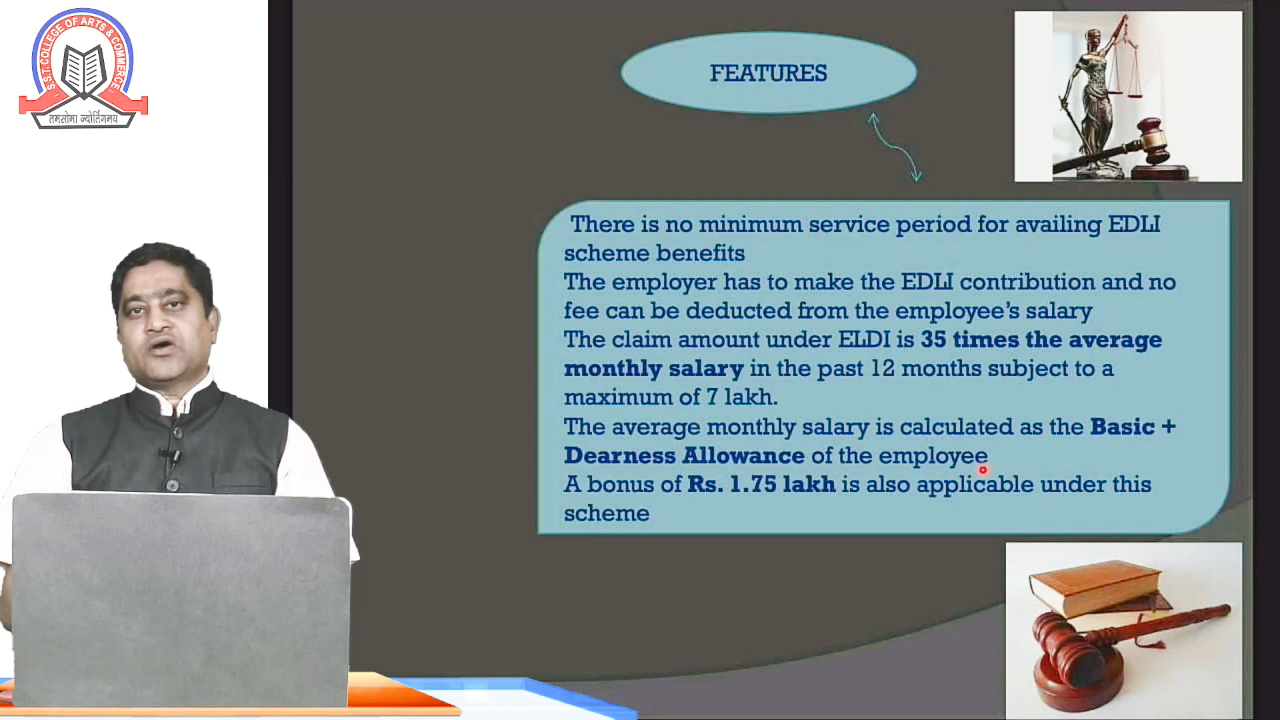 S.S.T. COLLEGE OF ARTS & COMMERCE
तमसोमा ज्योर्तिगमय
FEATURES
There is no minimum service period for availing EDLI
scheme benefits
The employer has to make the EDLI contribution and no
fee can be deducted from the employee's salary
The claim amount under ELDI is 35 times the average
monthly salary in the past 12 months subject to a
maximum of 7 lakh.
The average monthly salary is calculated as the Basic +
Dearness Allowance of the employee
A bonus of Rs. 1.75 lakh is also applicable under this
scheme